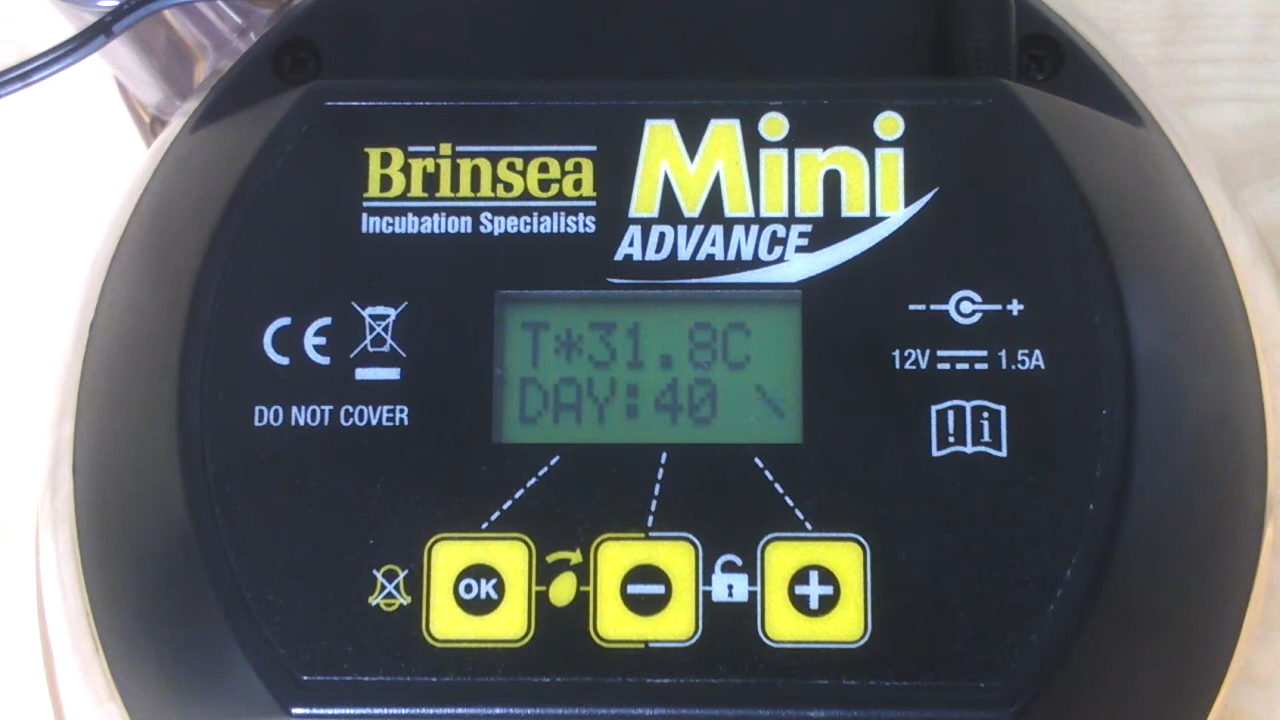 Brinsea
Incubation Specialists
Mini
ADVANCE
T*31.8C
DAY:40 \
CE
DO NOT COVER
- +
12V 1.5A
! i
OK
-
+